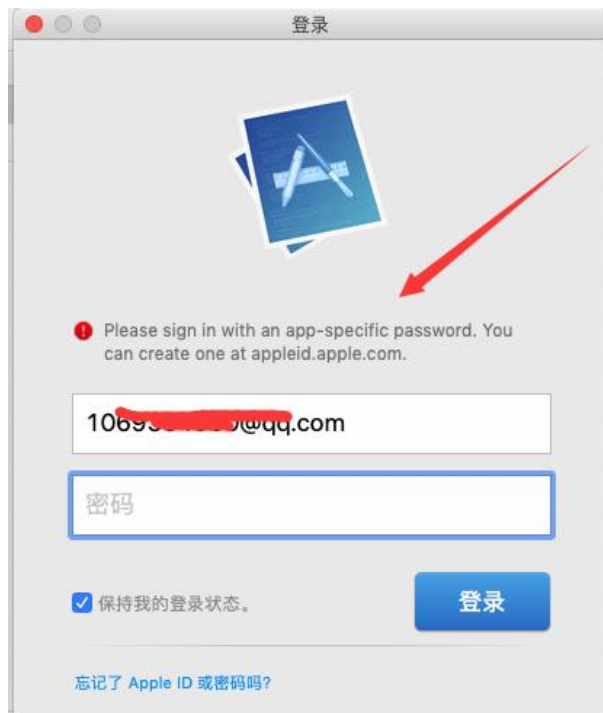 登录
Please sign in with an app-specific password. You
can create one at appleid.apple.com.
@qq.com
密码
保持我的登录状态。
登录
忘记了 Apple ID 或密码吗?